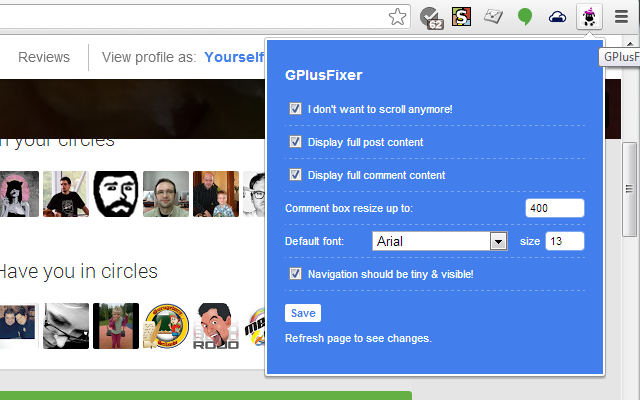 62
S
GPlusF
Reviews
View profile as: Yourself
GPlusFixer
I don't want to scroll anymore!
Display full post content
Display full comment content
Comment box resize up to: 400
Default font: Arial size 13
Navigation should be tiny & visible!
Save
Refresh page to see changes.
in your circles
Have you in circles
ROJO